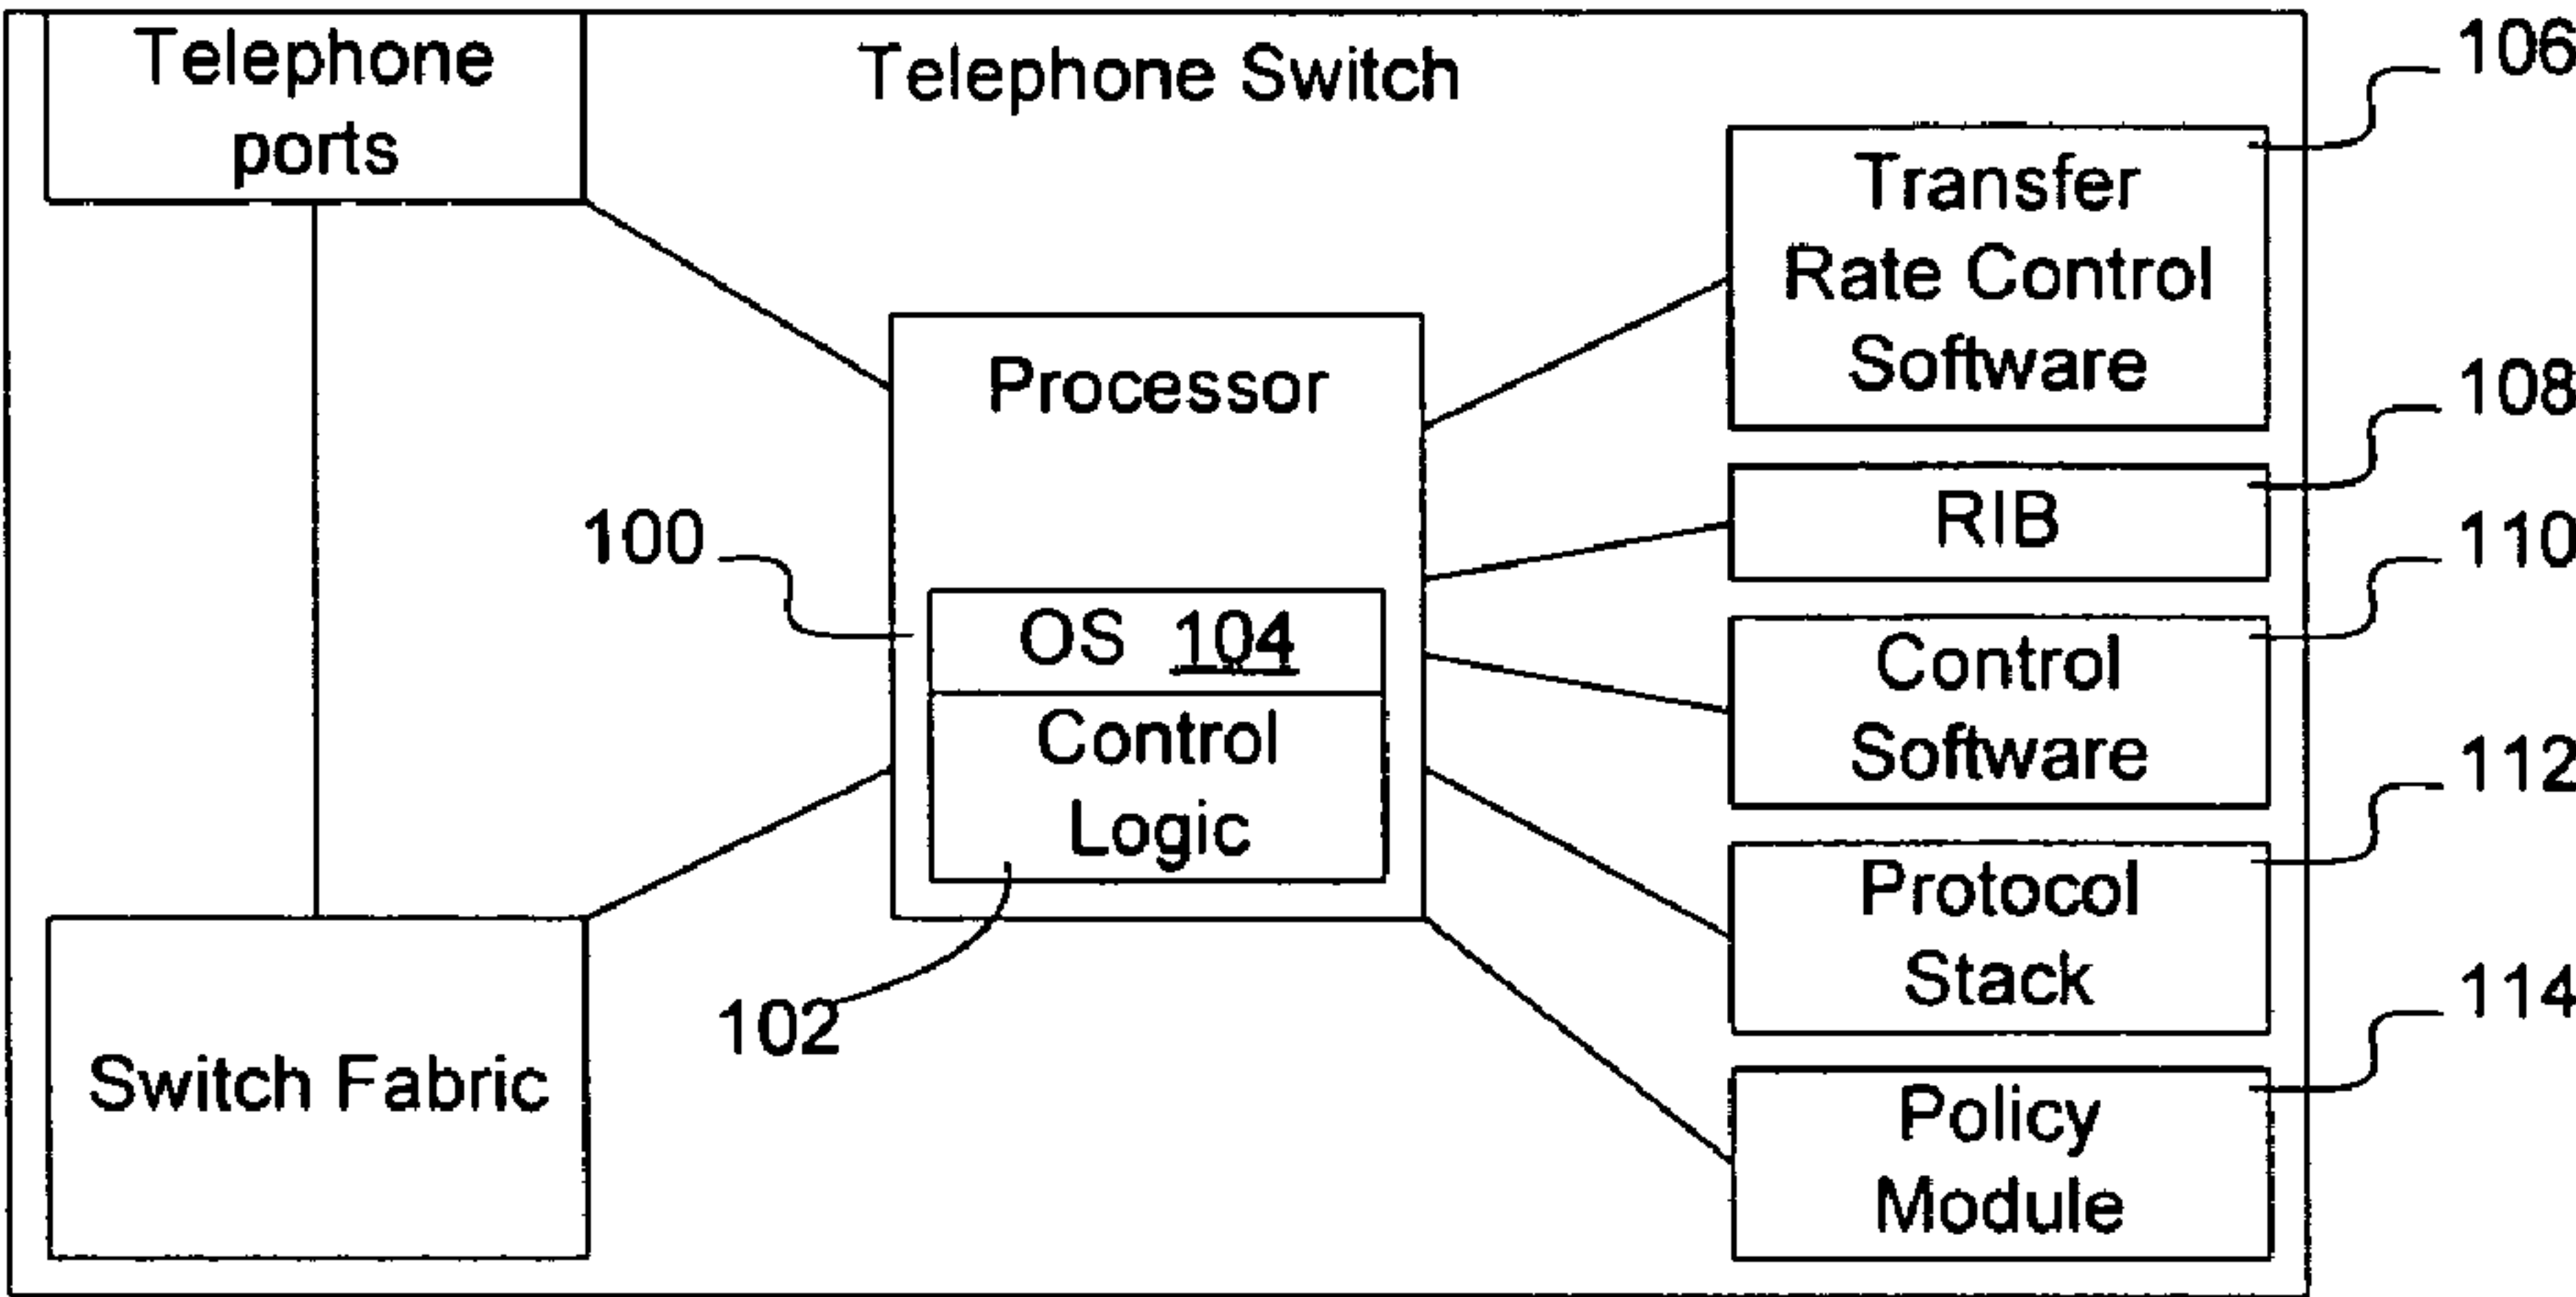 Telephone
ports
Telephone Switch
106
Transfer
Rate Control
Software
Processor
108
RIB
100
110
OS 104
Control
Software
Control
Logic
112
Protocol
Stack
102
114
Switch Fabric
Policy
Module